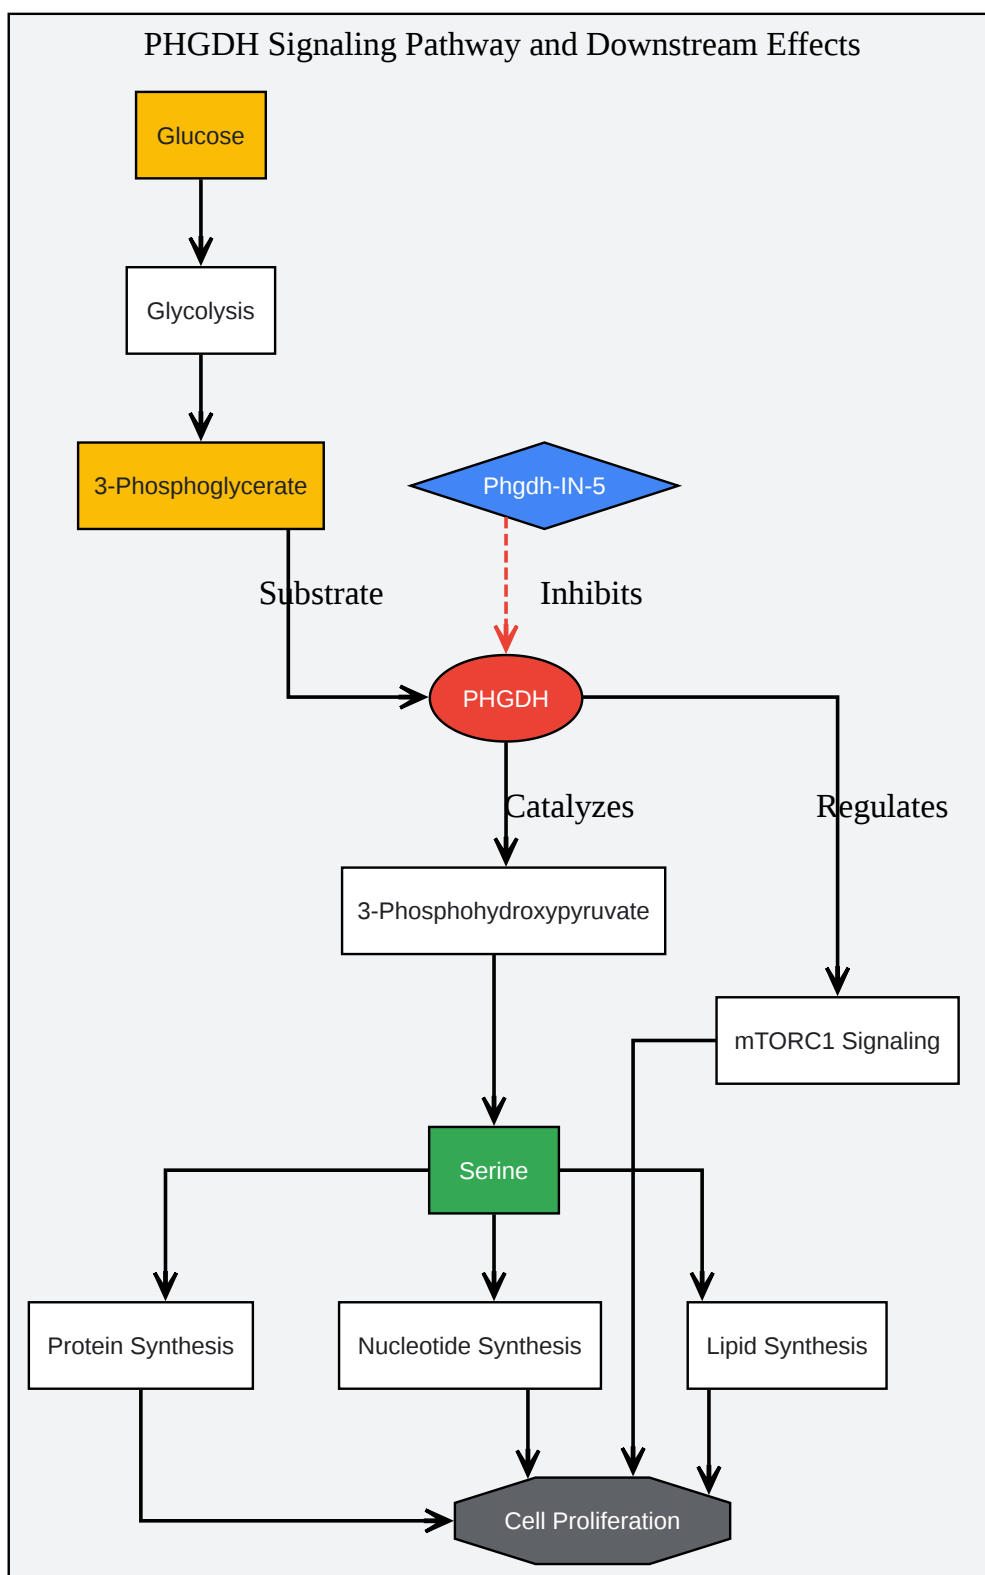 PHGDH Signaling Pathway and Downstream Effects
Glucose
Glycolysis
3-Phosphoglycerate
Phgdh-IN-5
Substrate
Inhibits
PHGDH
Catalyzes
Regulates
3-Phosphohydroxypyruvate
mTORC1 Signaling
Serine
Protein Synthesis
Nucleotide Synthesis
Lipid Synthesis
Cell Proliferation